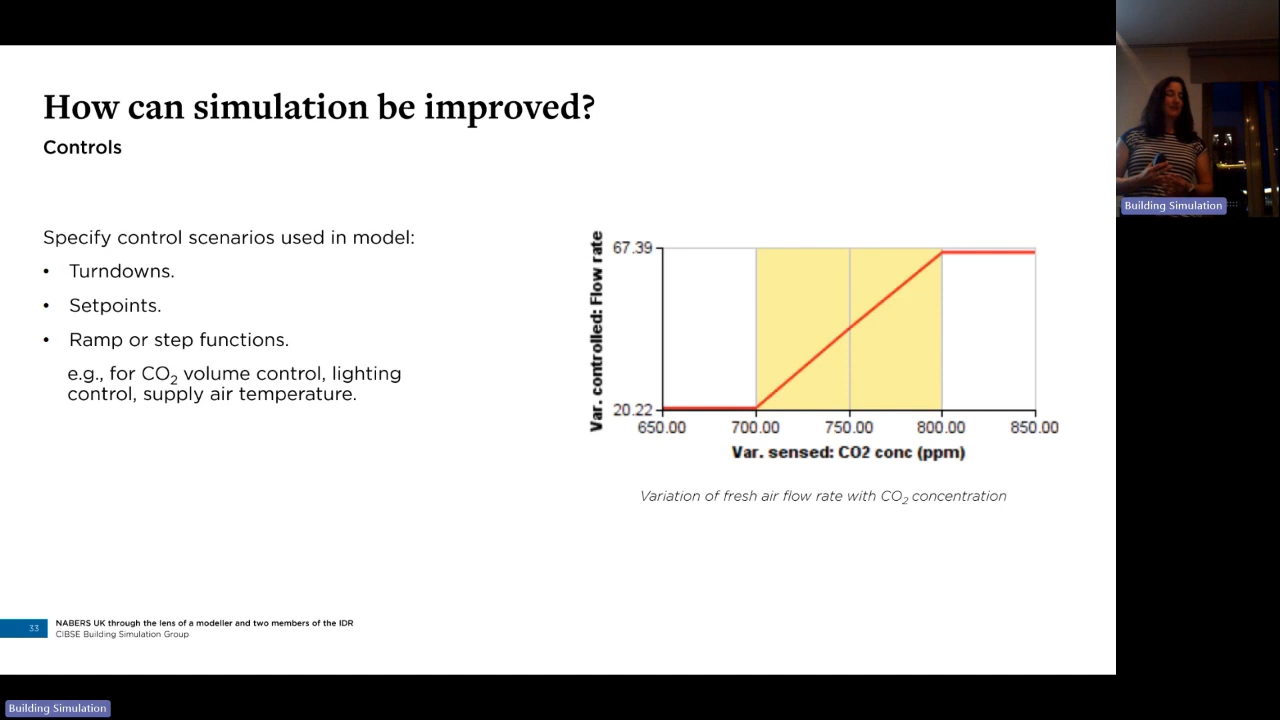 How can simulation be improved?
Controls
Specify control scenarios used in model:
• Turndowns.
• Setpoints.
• Ramp or step functions.
e.g., for CO₂ volume control, lighting
control, supply air temperature.
Var. controlled: Flow rate
67.39
20.22
650.00 700.00 750.00 800.00 850.00
Var. sensed: CO2 conc (ppm)
Variation of fresh air flow rate with CO₂ concentration
33
NABERS UK through the lens of a modeller and two members of the IDR
CIBSE Building Simulation Group
Building Simulation
Building Simulation